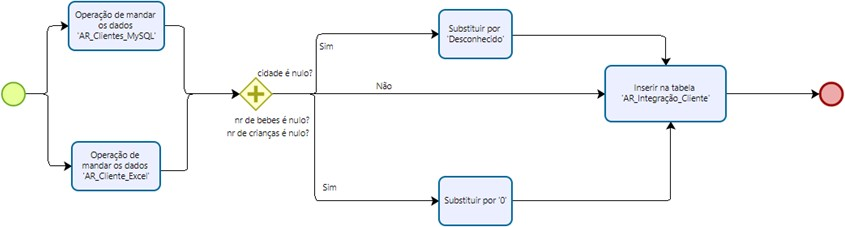 Operação de mandar
os dados
'AR_Clientes_MySQL'
Operação de
mandar os dados
'AR_Cliente_Excel'
cidade é nulo?
nr de bebes é nulo?
nr de crianças é nulo?
Sim
Não
Sim
Substituir por
'Desconhecido'
Substituir por '0'
Inserir na tabela
'AR_Integração_Cliente'